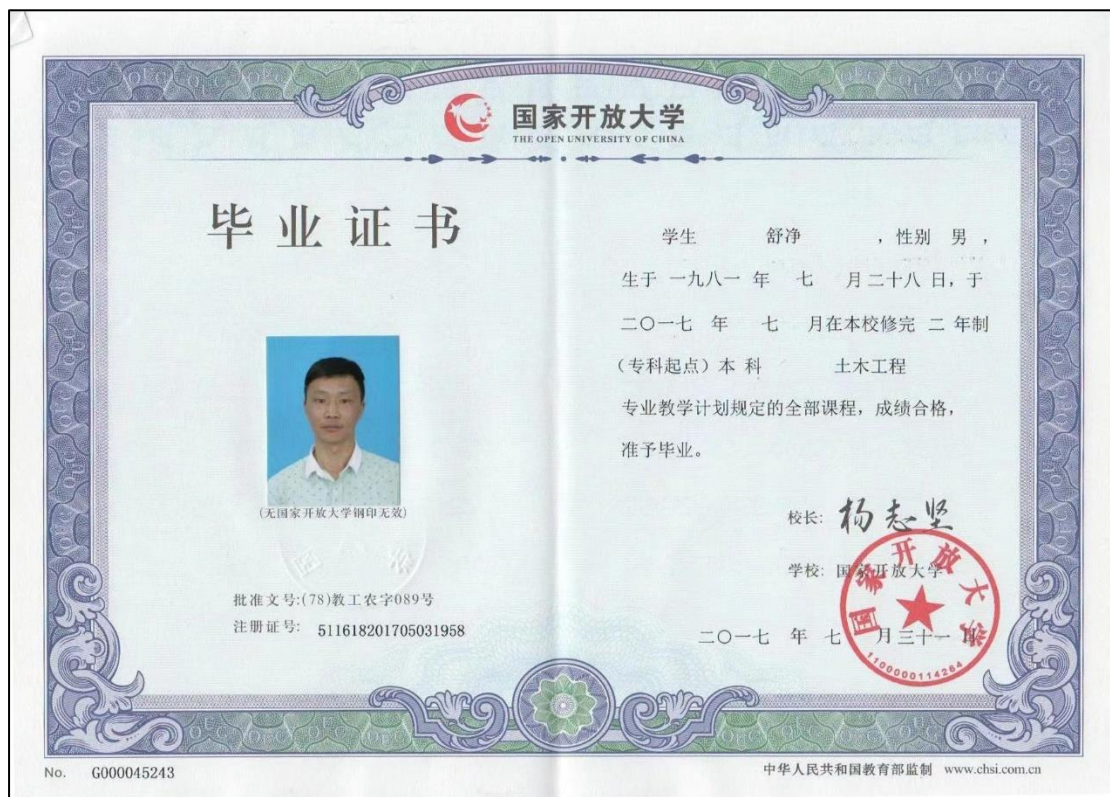 国家开放大学
THE OPEN UNIVERSITY OF CHINA
毕业证书
(无国家开放大学钢印无效)
批准文号:(78)教工农字089号
注册证号: 511618201705031958
学生 舒净 ，性别 男 ，
生于 一九八一 年 七 月二十八 日，于
二〇一七 年 七 月在本校修完 二 年制
（专科起点）本 科 土木工程
专业教学计划规定的全部课程，成绩合格，
准予毕业。
校长: 杨志坚
学校: 国家开放大学
二〇一七 年 七 月三十一 日
国家开放大学
1100000114264
No. G000045243
中华人民共和国教育部监制 www.chsi.com.cn